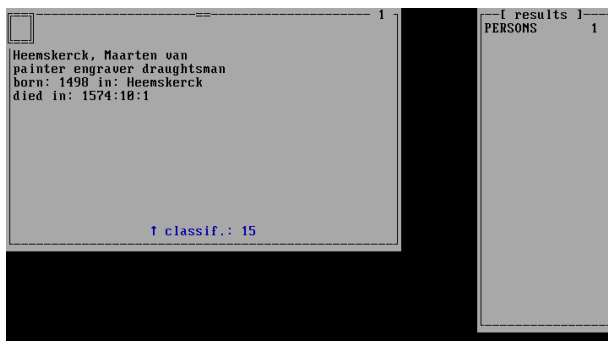 1
Heemskerck, Maarten van
painter engraver draughtsman
born: 1498 in: Heemskerck
died in: 1574:10:1
↑ classif.: 15
[ results ]
PERSONS 1